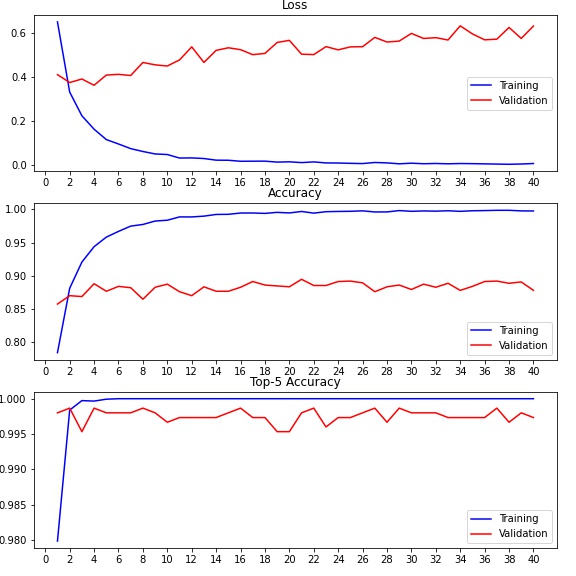 Loss
0.6
0.4
0.2
0.0
Training
Validation
0 2 4 6 8 10 12 14 16 18 20 22 24 26 28 30 32 34 36 38 40
Accuracy
1.00
0.95
0.90
0.85
0.80
Training
Validation
0 2 4 6 8 10 12 14 16 18 20 22 24 26 28 30 32 34 36 38 40
Top-5 Accuracy
1.000
0.995
0.990
0.985
0.980
Training
Validation
0 2 4 6 8 10 12 14 16 18 20 22 24 26 28 30 32 34 36 38 40